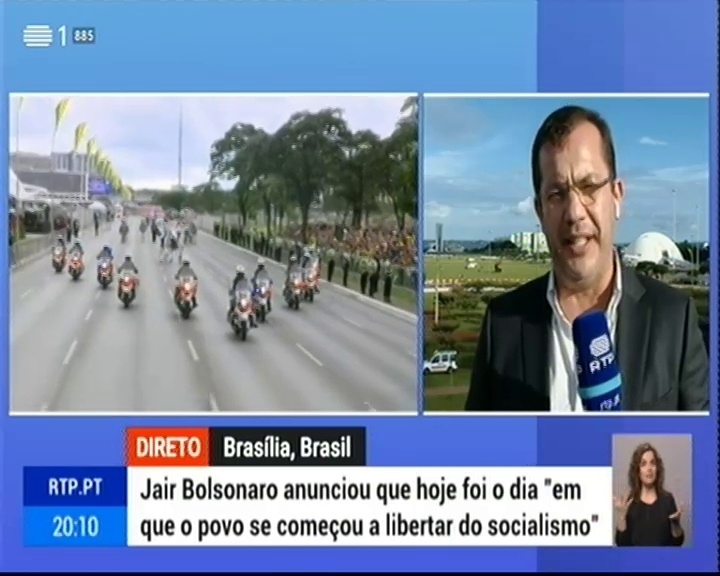 1 885
RTP
DIRETO Brasília, Brasil
RTP.PT
20:10
Jair Bolsonaro anunciou que hoje foi o dia "em
que o povo se começou a libertar do socialismo"